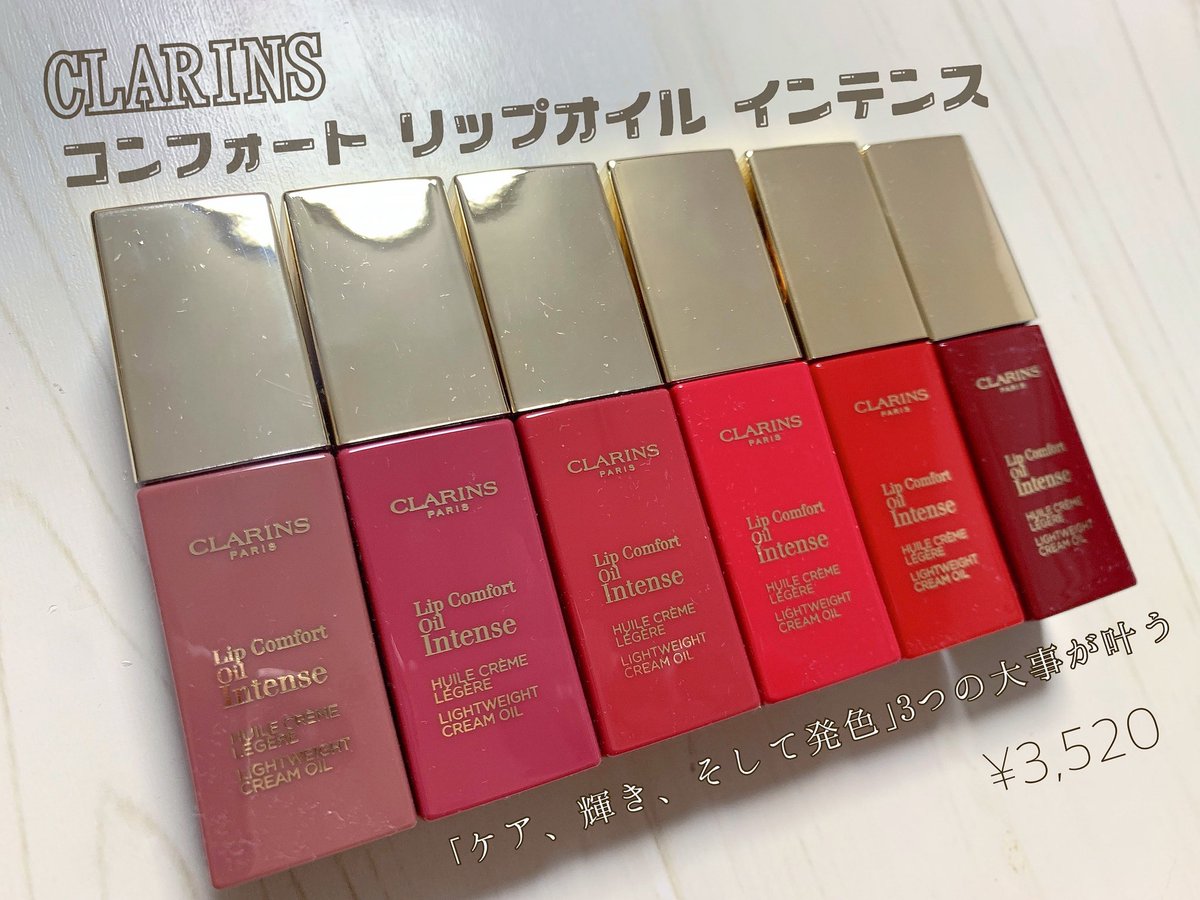 CLARINS
コンフォート リップオイル インテンス
CLARINS
PARIS
Lip Comfort
Oil
Intense
HUILE CRÈME
LÉGÈRE
LIGHTWEIGHT
CREAM OIL
CLARINS
PARIS
Lip Comfort
Oil
Intense
HUILE CRÈME
LÉGÈRE
LIGHTWEIGHT
CREAM OIL
CLARINS
PARIS
Lip Comfort
Oil
Intense
HUILE CRÈME
LÉGÈRE
LIGHTWEIGHT
CREAM OIL
CLARINS
PARIS
Lip Comfort
Oil
Intense
HUILE CRÈME
LÉGÈRE
LIGHTWEIGHT
CREAM OIL
CLARINS
PARIS
Lip Comfort
Oil
Intense
HUILE CRÈME
LÉGÈRE
LIGHTWEIGHT
CREAM OIL
CLARINS
PARIS
Lip Comfort
Oil
Intense
HUILE CRÈME
LÉGÈRE
LIGHTWEIGHT
CREAM OIL
「ケア、輝き、そして発色」3つの大事が叶う
¥3,520